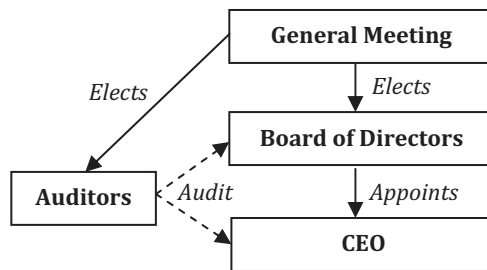 General Meeting
Elects
Elects
Board of Directors
Auditors
Audit
Appoints
CEO